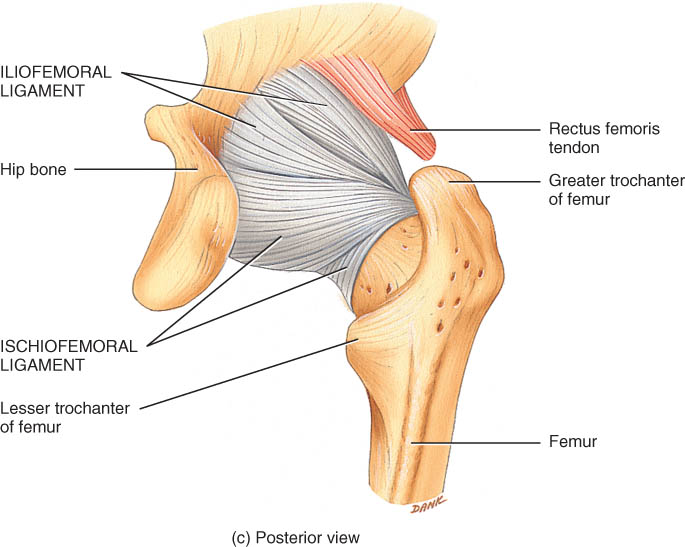 ILIOFEMORAL
LIGAMENT
Hip bone
ISCHIOFEMORAL
LIGAMENT
Lesser trochanter
of femur
Rectus femoris
tendon
Greater trochanter
of femur
Femur
DANK
(c) Posterior view